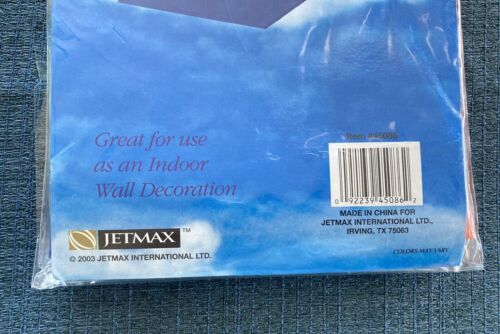 Great for use
as an Indoor
Wall Decoration
JETMAX™
© 2003 JETMAX INTERNATIONAL LTD.
Item #45086
0 92239 45086 2
MADE IN CHINA FOR
JETMAX INTERNATIONAL LTD.,
IRVING, TX 75063
COLORS MAY VARY